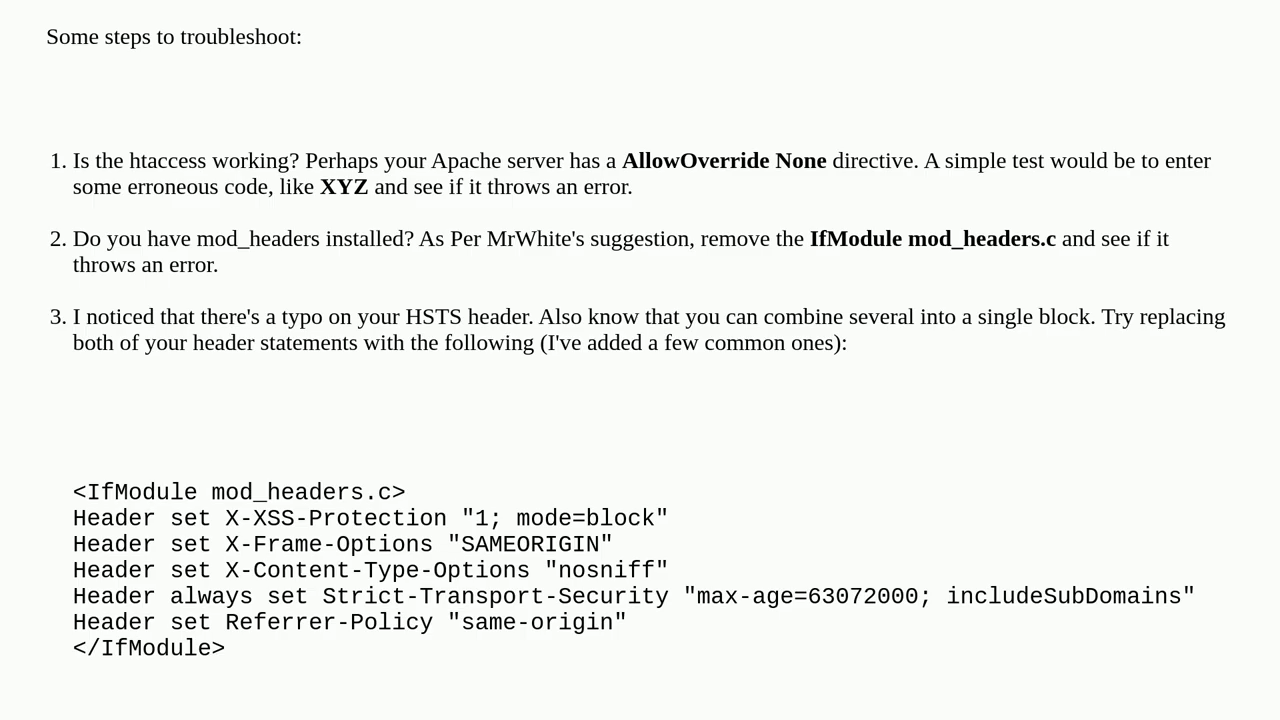 Some steps to troubleshoot:
1. Is the htaccess working? Perhaps your Apache server has a AllowOverride None directive. A simple test would be to enter
some erroneous code, like XYZ and see if it throws an error.
2. Do you have mod_headers installed? As Per MrWhite's suggestion, remove the IfModule mod_headers.c and see if it
throws an error.
3. I noticed that there's a typo on your HSTS header. Also know that you can combine several into a single block. Try replacing
both of your header statements with the following (I've added a few common ones):
<IfModule mod_headers.c>
Header set X-XSS-Protection "1; mode=block"
Header set X-Frame-Options "SAMEORIGIN"
Header set X-Content-Type-Options "nosniff"
Header always set Strict-Transport-Security "max-age=63072000; includeSubDomains"
Header set Referrer-Policy "same-origin"
</IfModule>